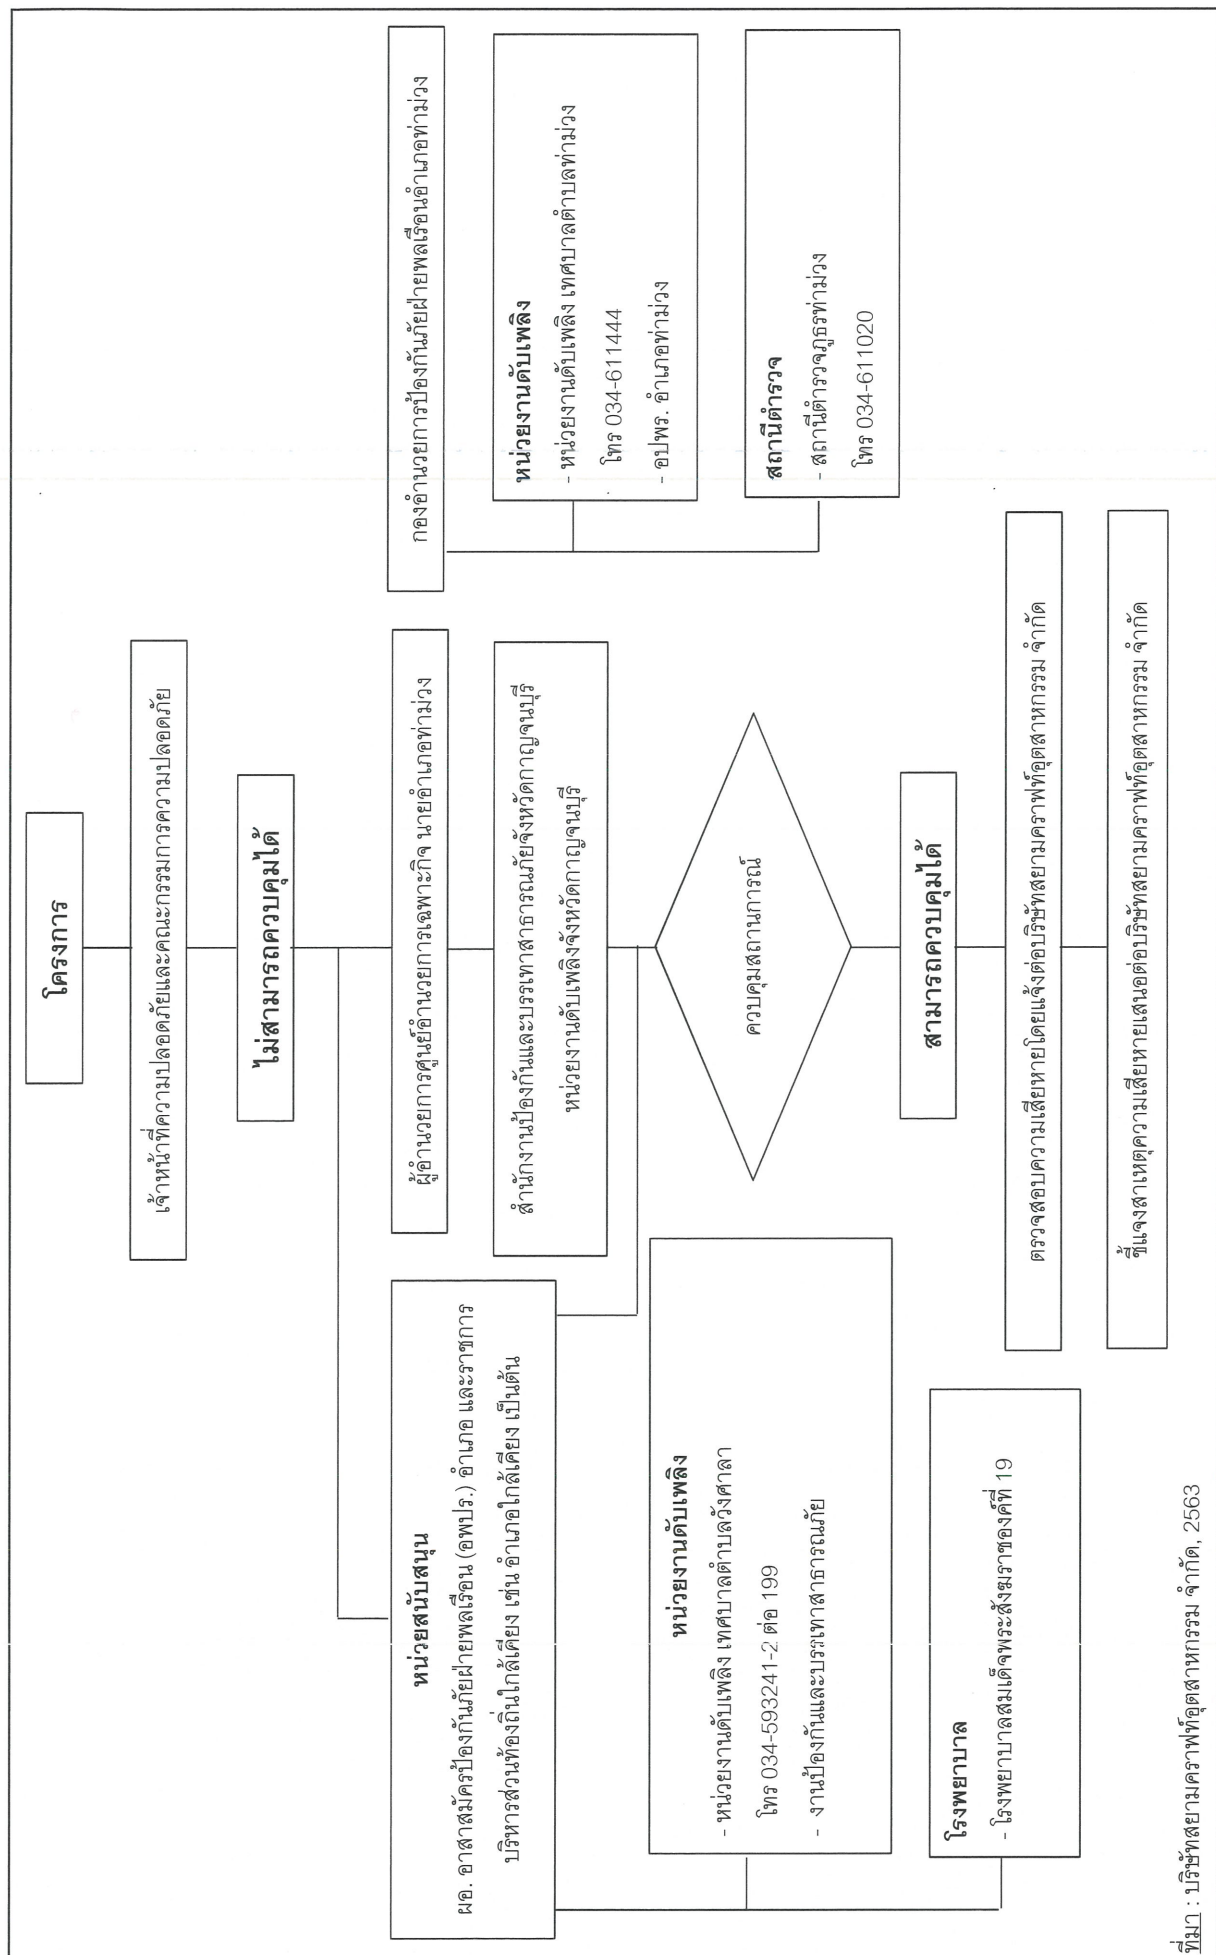 โครงการ
เจ้าหน้าที่ความปลอดภัยและคณะกรรมการความปลอดภัย
ไม่สามารถควบคุมได้
หน่วยสนับสนุน
ผอ. อาสาสมัครป้องกันภัยฝ่ายพลเรือน (อพปร.) อำเภอ และราชการ
บริหารส่วนท้องถิ่นใกล้เคียง เช่น อำเภอใกล้เคียง เป็นต้น
ผู้อำนวยการศูนย์อำนวยการเฉพาะกิจ นายอำเภอท่าม่วง
กองอำนวยการป้องกันภัยฝ่ายพลเรือนอำเภอท่าม่วง
สำนักงานป้องกันและบรรเทาสาธารณภัยจังหวัดกาญจนบุรี
หน่วยงานดับเพลิงจังหวัดกาญจนบุรี
หน่วยงานดับเพลิง
- หน่วยงานดับเพลิง เทศบาลตำบลท่าม่วง
โทร 034-611444
- อปพร. อำเภอท่าม่วง
หน่วยงานดับเพลิง
- หน่วยงานดับเพลิง เทศบาลตำบลวังศาลา
โทร 034-593241-2 ต่อ 199
- งานป้องกันและบรรเทาสาธารณภัย
ควบคุมสถานการณ์
สถานีตำรวจ
- สถานีตำรวจภูธรท่าม่วง
โทร 034-611020
โรงพยาบาล
- โรงพยาบาลสมเด็จพระสังฆราชองค์ที่ 19
สามารถควบคุมได้
ตรวจสอบความเสียหายโดยแจ้งต่อบริษัทสยามคราฟท์อุตสาหกรรม จำกัด
ชี้แจงสาเหตุความเสียหายเสนอต่อบริษัทสยามคราฟท์อุตสาหกรรม จำกัด
ที่มา : บริษัทสยามคราฟท์อุตสาหกรรม จำกัด, 2563